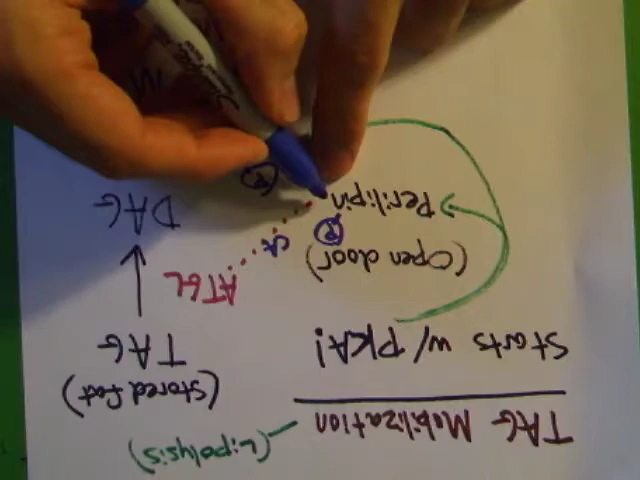 TAG Mobilization
(Lipolysis)
Starts w/ PKA!
(stored fat)
TAG
(Open door)
Perilipin
P
ATGL
DAG
P